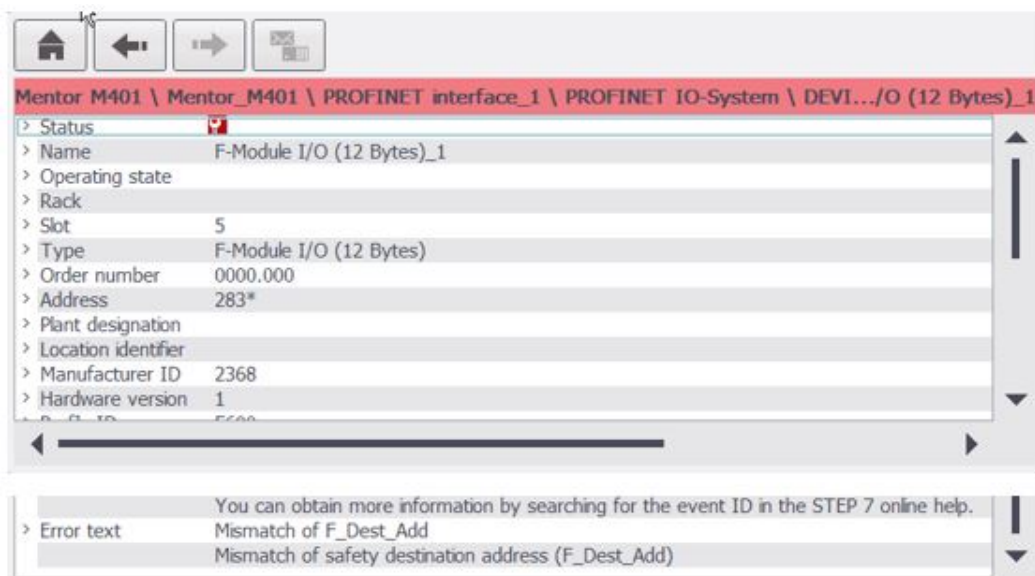 Mentor M401 \ Mentor_M401 \ PROFINET interface_1 \ PROFINET IO-System \ DEVI.../O (12 Bytes)_1
> Status
> Name F-Module I/O (12 Bytes)_1
> Operating state
> Rack
> Slot 5
> Type F-Module I/O (12 Bytes)
> Order number 0000.000
> Address 283*
> Plant designation
> Location identifier
> Manufacturer ID 2368
> Hardware version 1
You can obtain more information by searching for the event ID in the STEP 7 online help.
> Error text Mismatch of F_Dest_Add
Mismatch of safety destination address (F_Dest_Add)